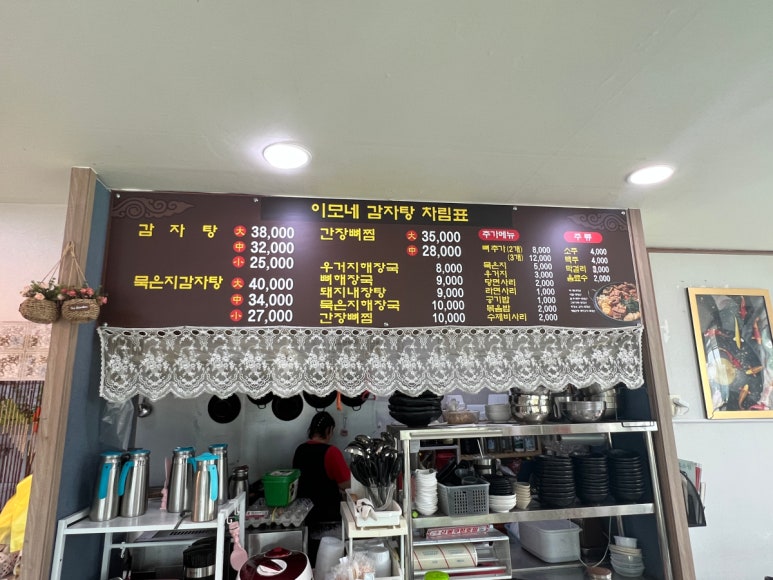 이모네 감자탕 차림표
감자탕 大 38,000
中 32,000
小 25,000
묵은지감자탕 大 40,000
中 34,000
小 27,000
간장뼈찜 大 35,000
中 28,000
우거지해장국 8,000
뼈해장국 9,000
돼지내장탕 9,000
묵은지해장국 10,000
간장뼈찜 10,000
추가메뉴
뼈추가(2개) 8,000
(3개) 12,000
묵은지 5,000
우거지 3,000
당면사리 2,000
라면사리 1,000
공기밥 1,000
볶음밥 2,000
수제비사리 2,000
주류
소주 4,000
맥주 4,000
막걸리 3,000
음료수 2,000